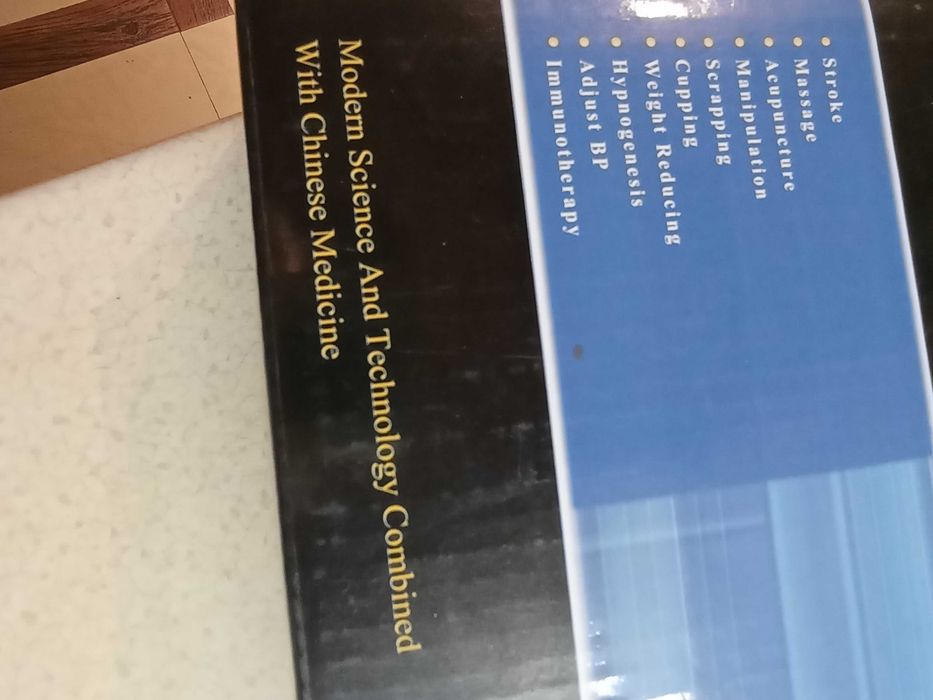 Stroke
Massage
Acupuncture
Manipulation
Scrapping
Cupping
Weight Reducing
Hypnogenesis
Adjust BP
Immunotherapy
Modern Science And Technology Combined
With Chinese Medicine